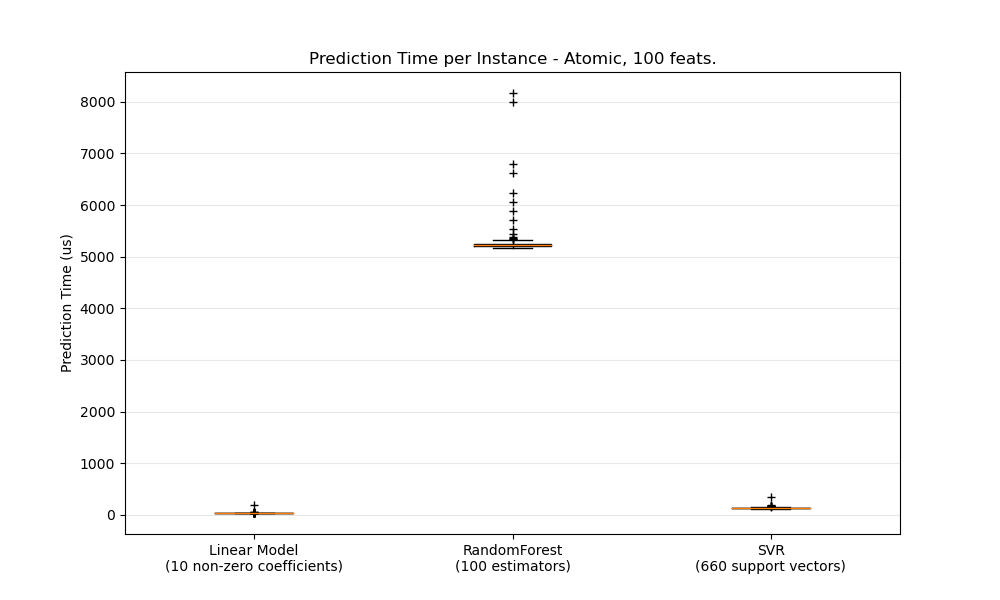 Prediction Time per Instance - Atomic, 100 feats.
Prediction Time (us)
8000
7000
6000
5000
4000
3000
2000
1000
0
Linear Model
(10 non-zero coefficients)
RandomForest
(100 estimators)
SVR
(660 support vectors)